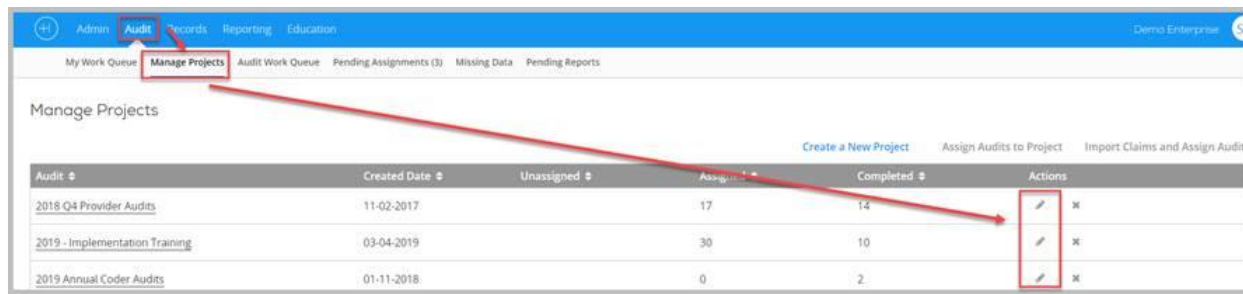 Admin Audit Records Reporting Education Demo Enterprise S
My Work Queue Manage Projects Audit Work Queue Pending Assignments (3) Missing Data Pending Reports
Manage Projects
Create a New Project Assign Audits to Project Import Claims and Assign Audit
Audit Created Date Unassigned Assigned Completed Actions
2018 Q4 Provider Audits 11-02-2017 17 14
2019 - Implementation Training 03-04-2019 30 10
2019 Annual Coder Audits 01-11-2018 0 2